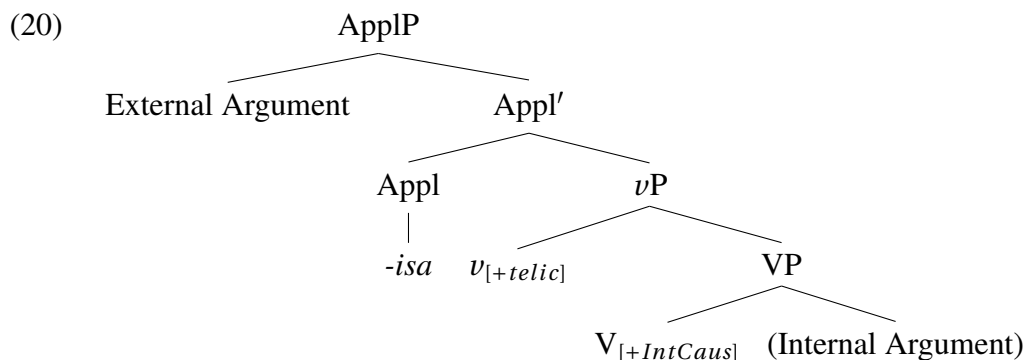 (20) ApplP
External Argument Appl′
Appl vP
-isa v[+telic] VP
V[+IntCaus] (Internal Argument)